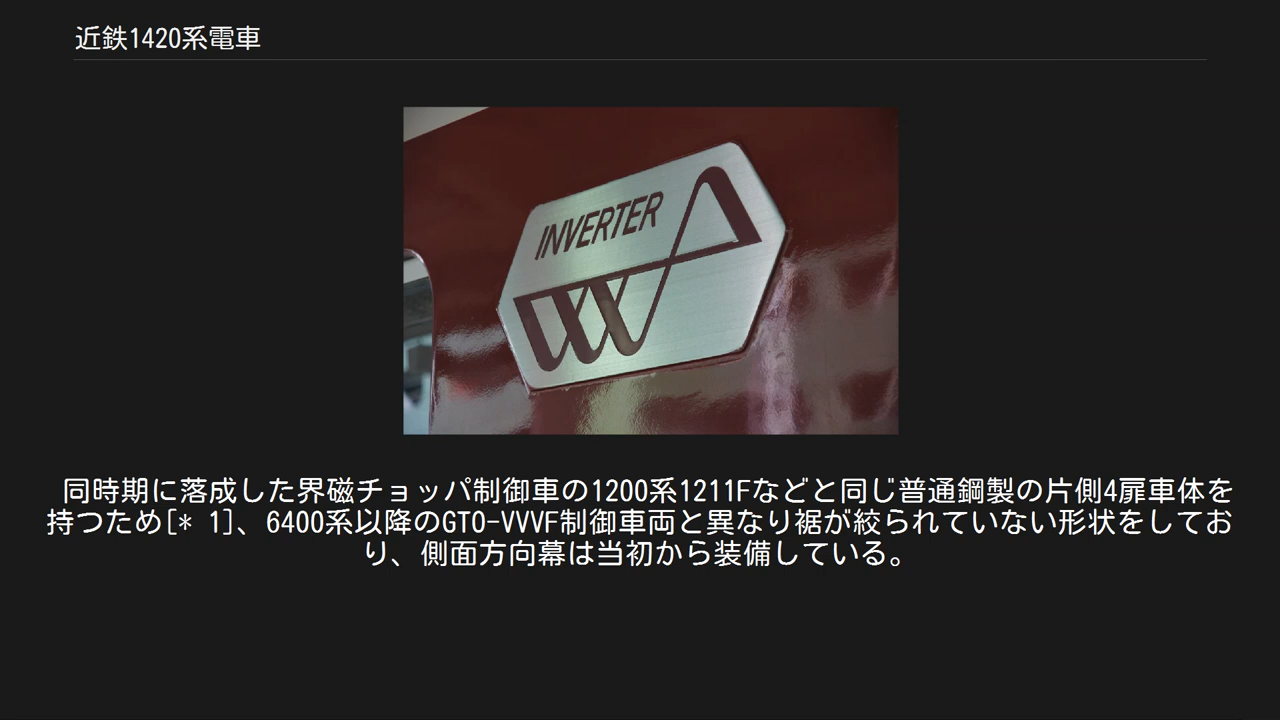 近鉄1420系電車
INVERTER
VVVF
同時期に落成した界磁チョッパ制御車の1200系1211Fなどと同じ普通鋼製の片側4扉車体を
持つため[* 1]、6400系以降のGTO-VVVF制御車両と異なり裾が絞られていない形状をしてお
り、側面方向幕は当初から装備している。